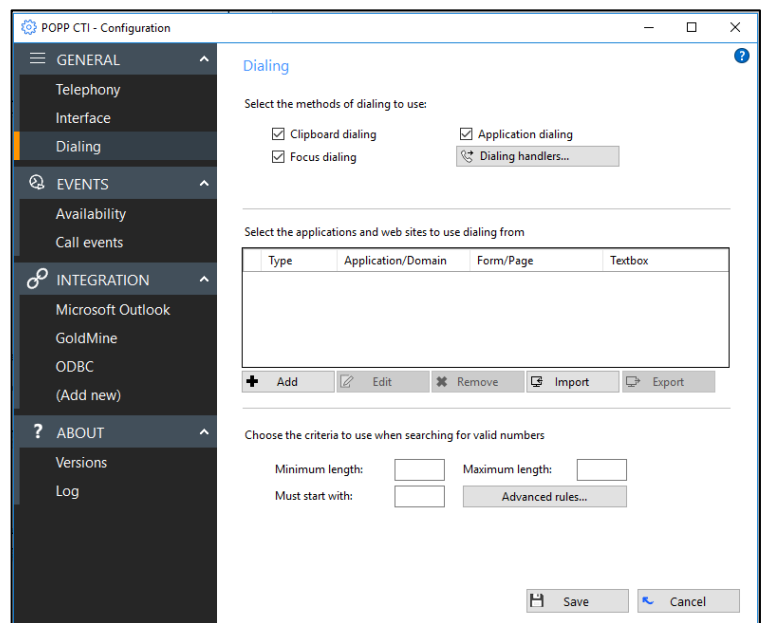 POPP CTI - Configuration
GENERAL
Telephony
Interface
Dialing
EVENTS
Availability
Call events
INTEGRATION
Microsoft Outlook
GoldMine
ODBC
(Add new)
? ABOUT
Versions
Log
Dialing
?
Select the methods of dialing to use:
Clipboard dialing Application dialing
Focus dialing Dialing handlers...
Select the applications and web sites to use dialing from
Type Application/Domain Form/Page Textbox
Add Edit Remove Import Export
Choose the criteria to use when searching for valid numbers
Minimum length: Maximum length:
Must start with: Advanced rules...
Save Cancel